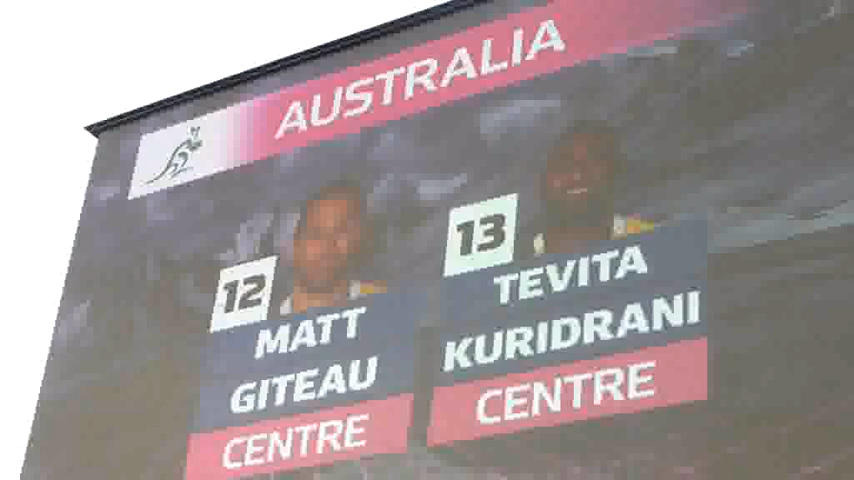 AUSTRALIA
12
MATT
GITEAU
CENTRE
13
TEVITA
KURIDRANI
CENTRE